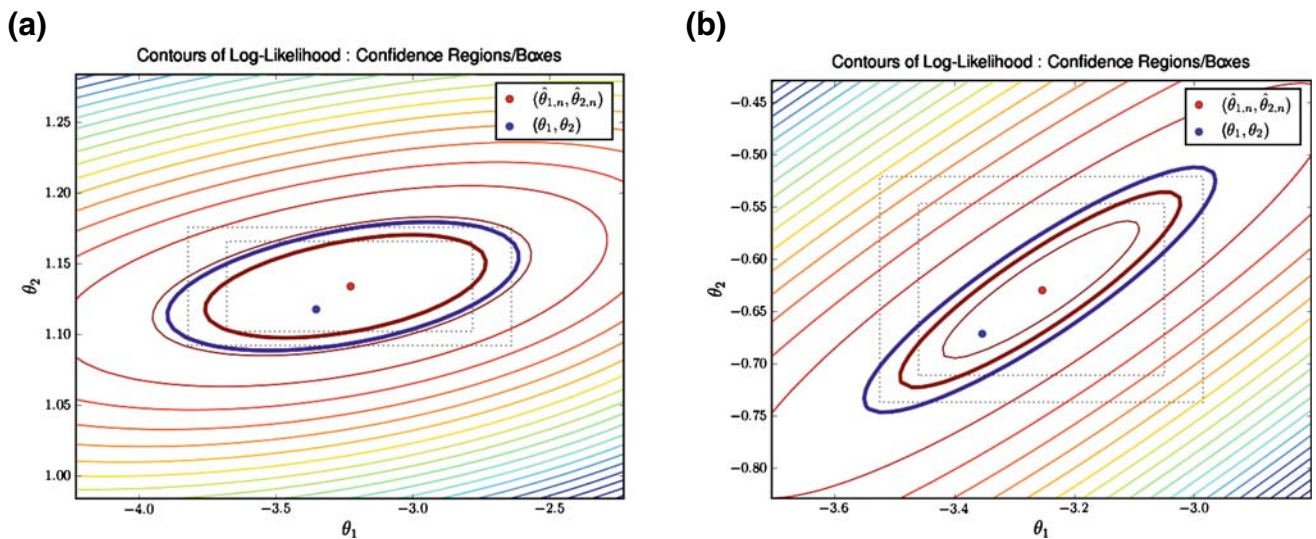 (a)
Contours of Log-Likelihood : Confidence Regions/Boxes
(θ̂₁,ₙ, θ̂₂,ₙ)
(θ₁, θ₂)
1.25
1.20
1.15
1.10
1.05
1.00
θ₂
−4.0 −3.5 −3.0 −2.5
θ₁
(b)
Contours of Log-Likelihood : Confidence Regions/Boxes
(θ̂₁,ₙ, θ̂₂,ₙ)
(θ₁, θ₂)
−0.45
−0.50
−0.55
−0.60
−0.65
−0.70
−0.75
−0.80
θ₂
−3.6 −3.4 −3.2 −3.0
θ₁